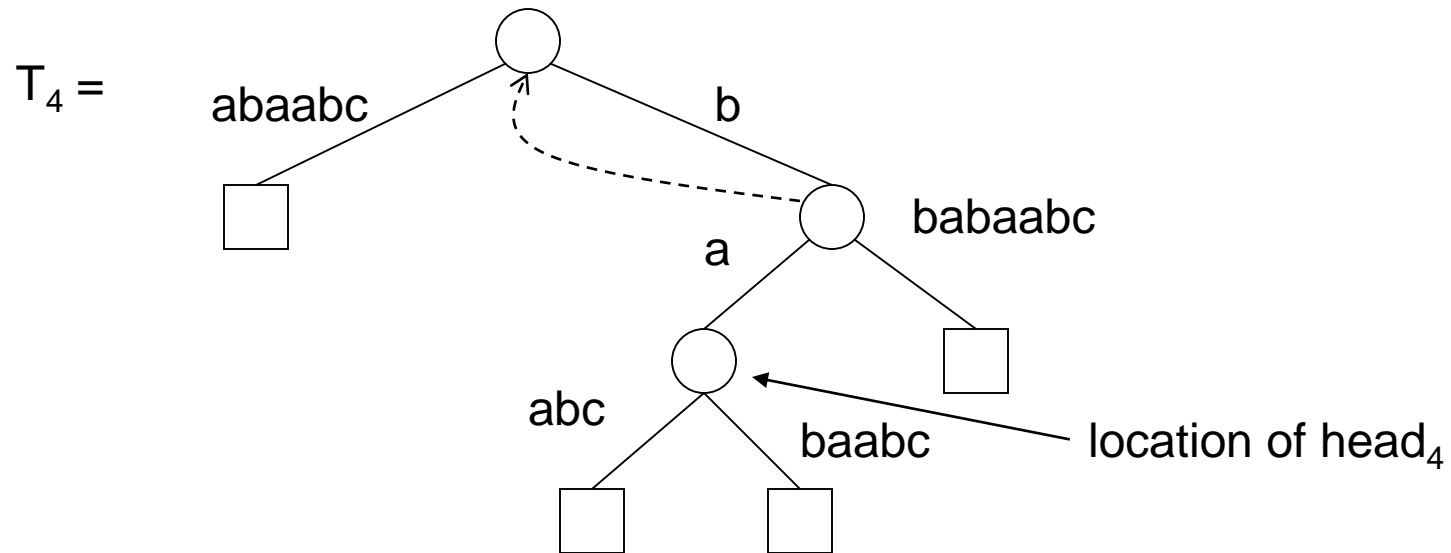 T₄ =
abaabc
b
babaabc
a
abc
baabc
location of head₄